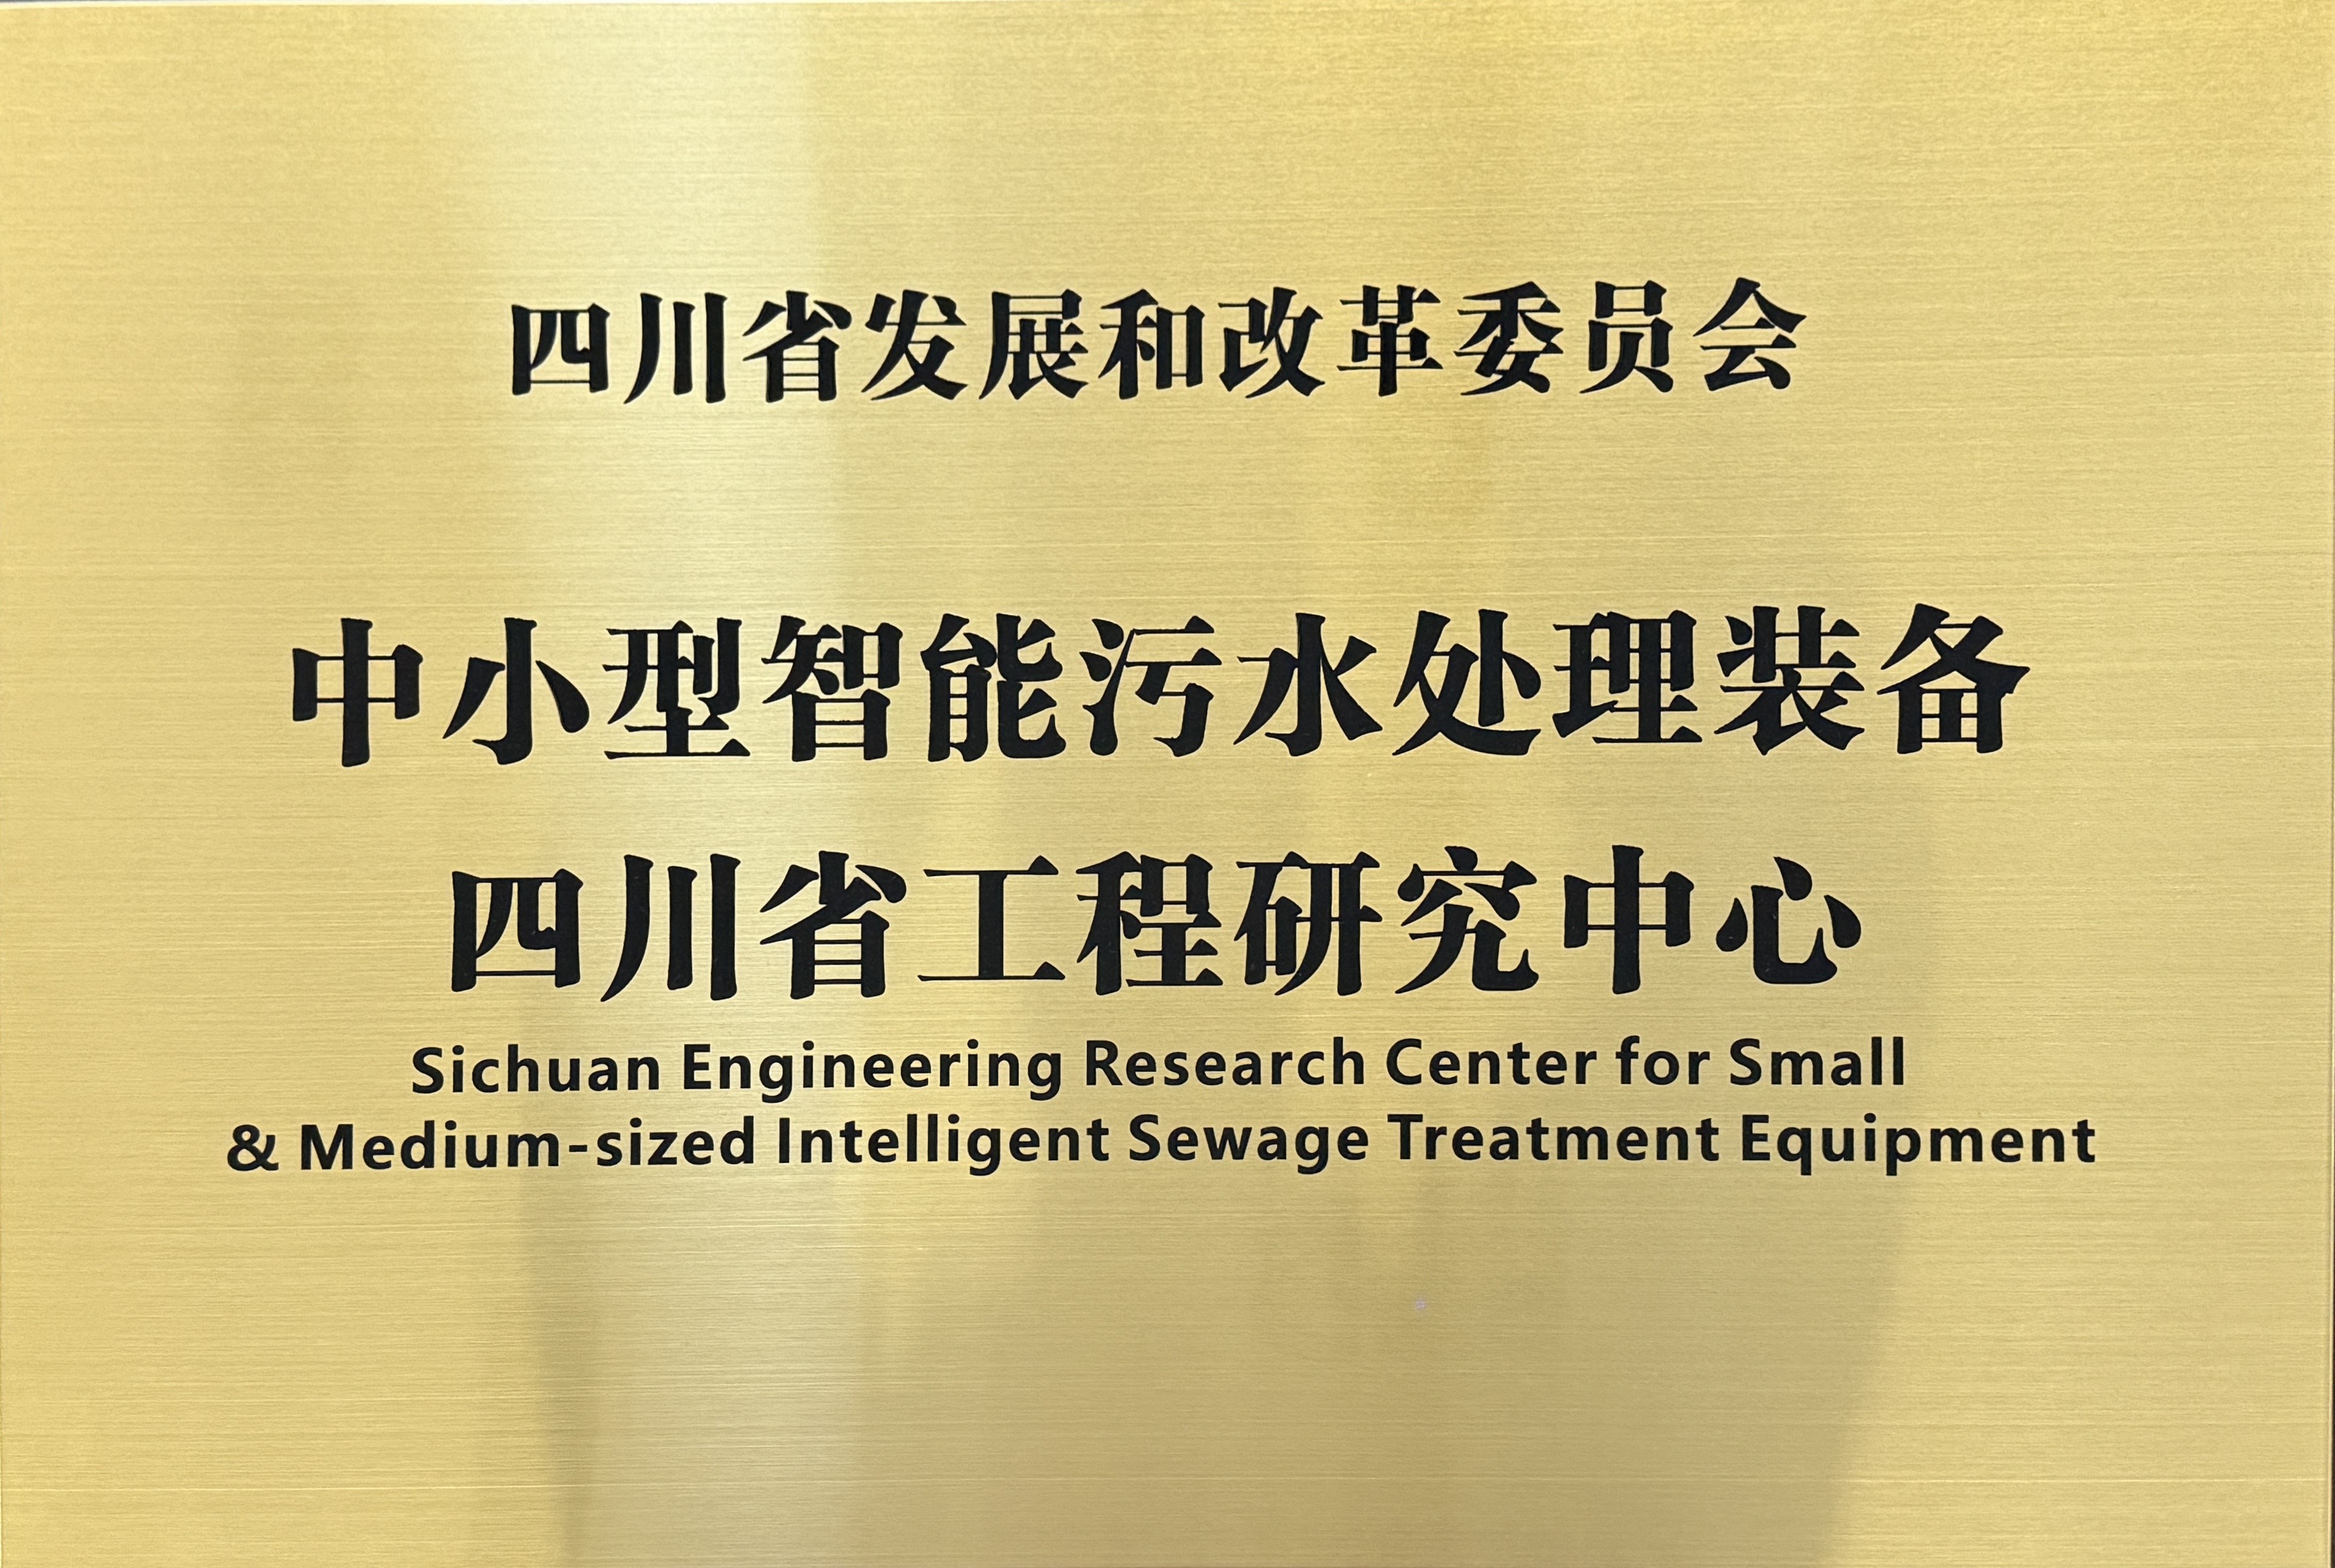 四川省发展和改革委员会
中小型智能污水处理装备
四川省工程研究中心
Sichuan Engineering Research Center for Small
& Medium-sized Intelligent Sewage Treatment Equipment